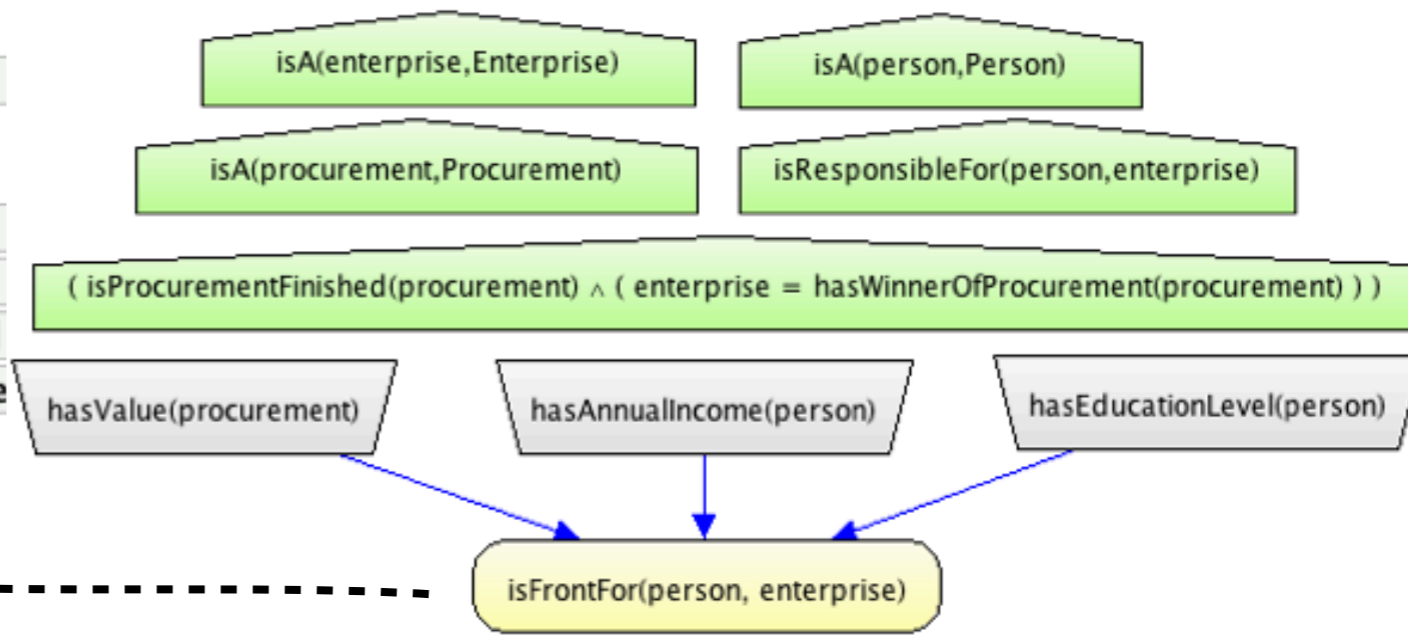 isA(enterprise,Enterprise)
isA(person,Person)
isA(procurement,Procurement)
isResponsibleFor(person,enterprise)
( isProcurementFinished(procurement) ∧ ( enterprise = hasWinnerOfProcurement(procurement) ) )
hasValue(procurement)
hasAnnualIncome(person)
hasEducationLevel(person)
isFrontFor(person, enterprise)